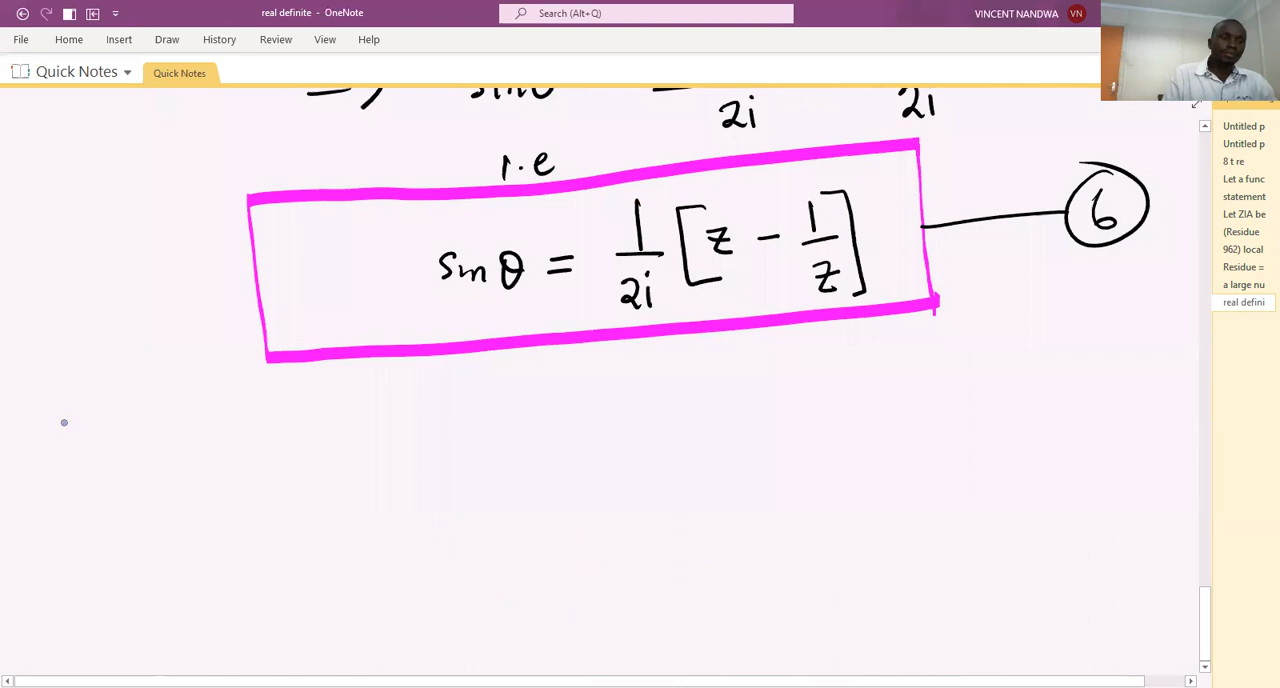 real definite - OneNote
Search (Alt+Q)
VINCENT NANDWA VN
File Home Insert Draw History Review View Help
Quick Notes
Quick Notes
2i 2i
i.e
sin θ = 1/2i [z - 1/z] 6
Untitled p
Untitled p
8 t re
Let a func
statement
Let ZIA be
(Residue
962) local
Residue =
a large nu
real defini